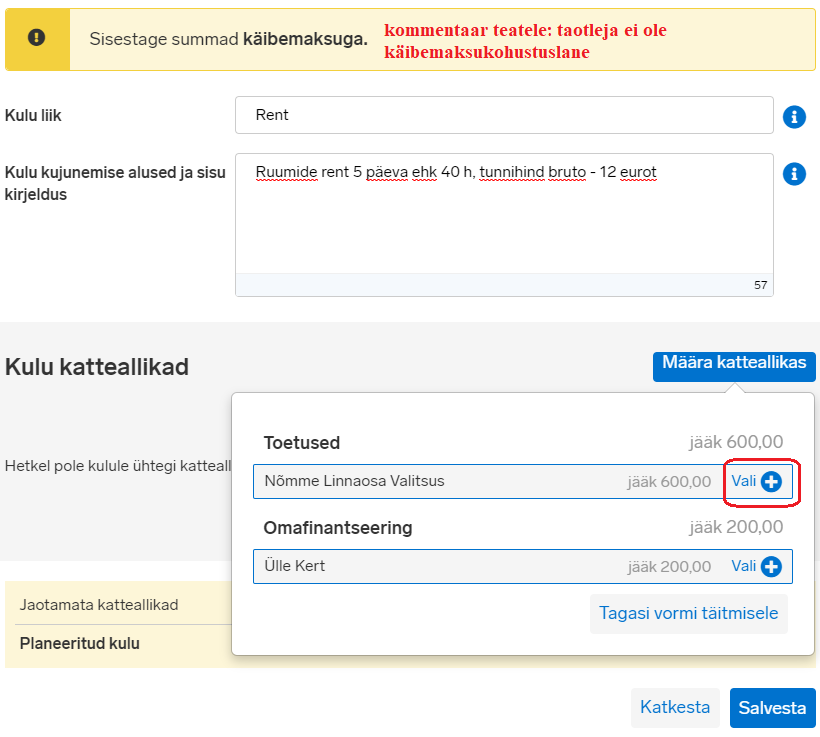 Sisestage summad käibemaksuga.
kommentaar teatele: taotleja ei ole
käibemaksukohustuslane
Kulu liik
Rent
Kulu kujunemise alused ja sisu
kirjeldus
Ruumide rent 5 päeva ehk 40 h, tunnihind bruto - 12 eurot
57
Kulu katteallikad
Määra katteallikas
Hetkel pole kulule ühtegi katteall
Toetused jääk 600,00
Nõmme Linnaosa Valitsus jääk 600,00 Vali
Omafinantseering jääk 200,00
Ülle Kert jääk 200,00 Vali
Tagasi vormi täitmisele
Jaotamata katteallikad
Planeeritud kulu
Katkesta Salvesta